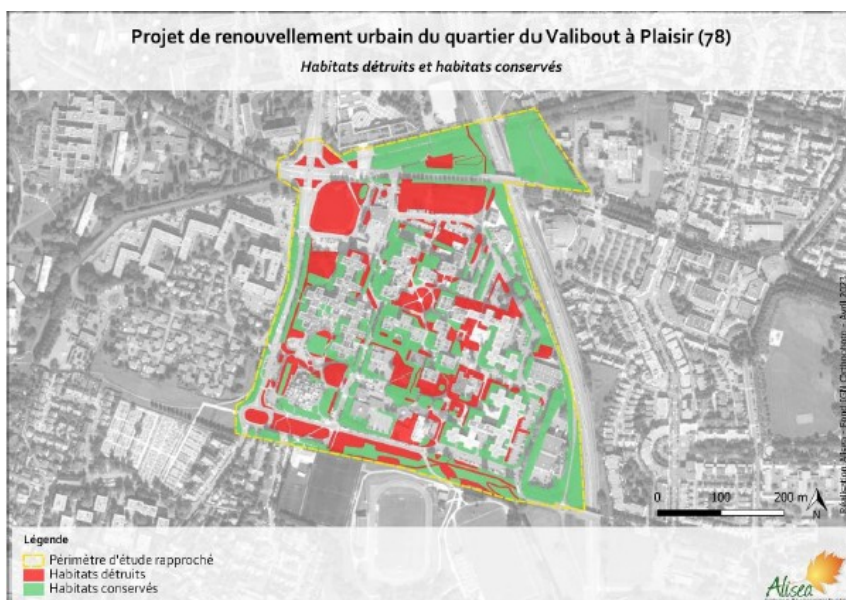 Projet de renouvellement urbain du quartier du Valibout à Plaisir (78)
Habitats détruits et habitats conservés
0 100 200 m
N
Légende
Périmètre d'étude rapproché
Habitats détruits
Habitats conservés
Alisea